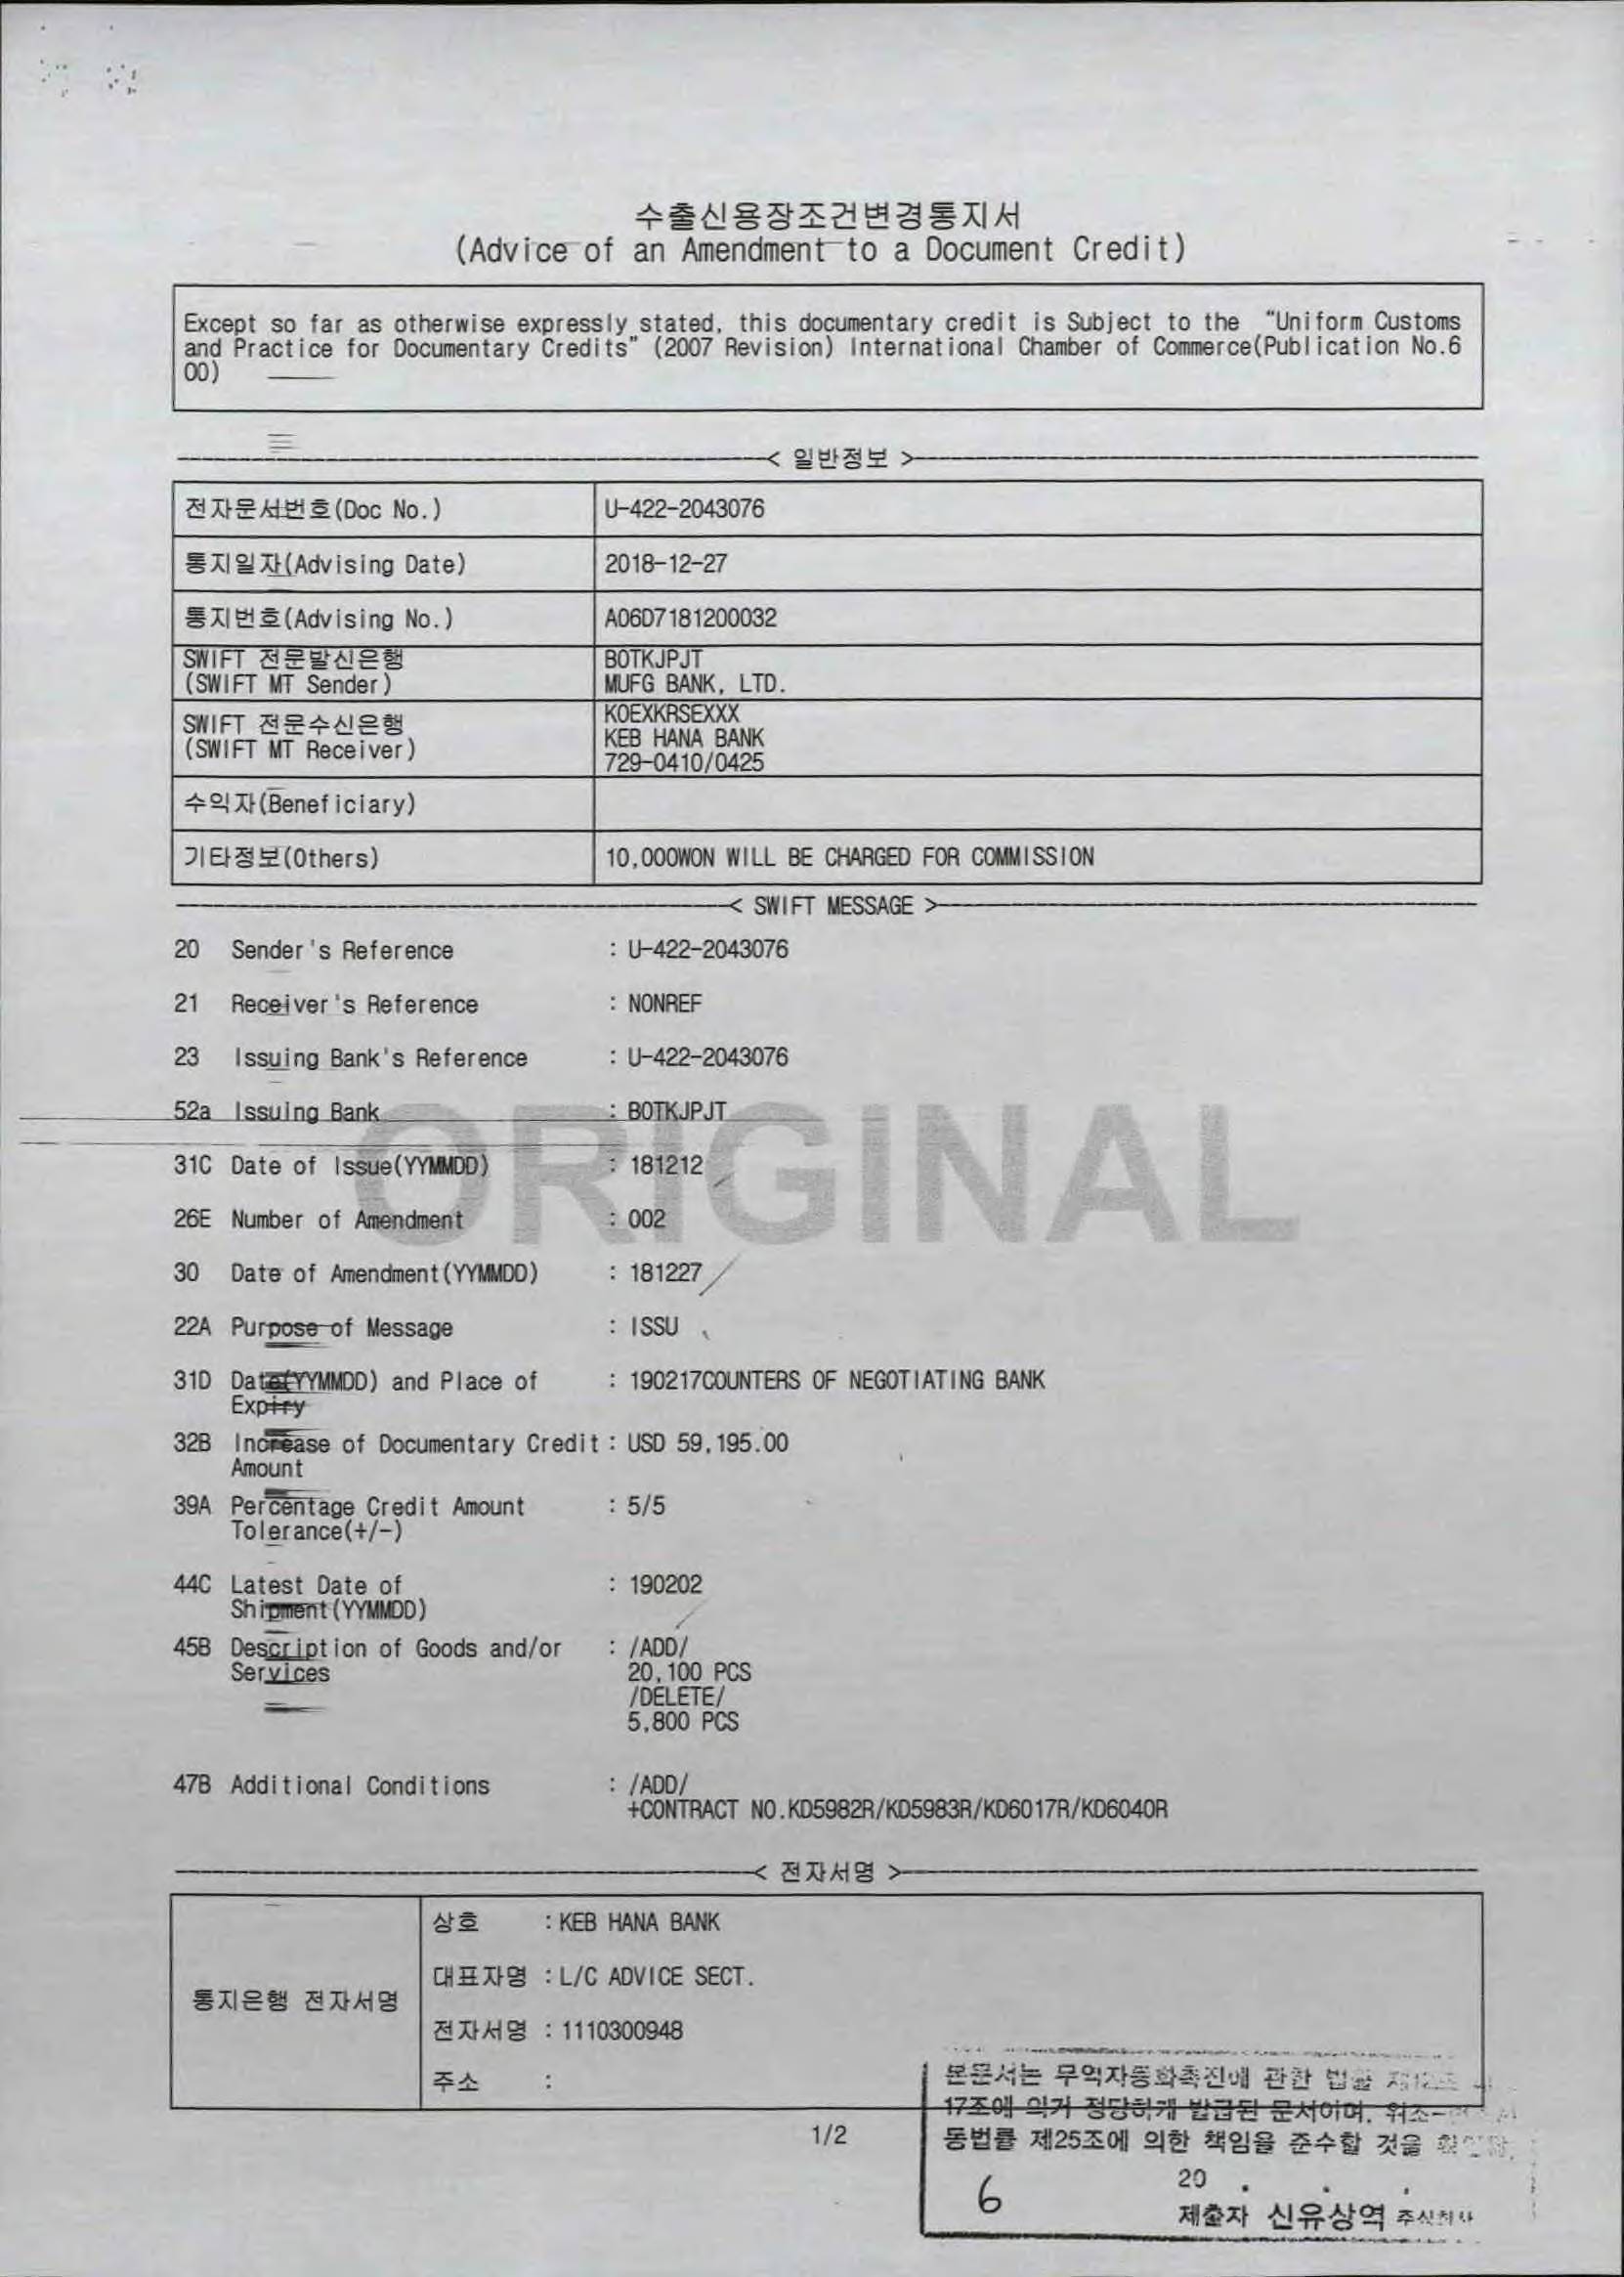 수출신용장조건변경통지서
(Advice of an Amendment to a Document Credit)
Except so far as otherwise expressly stated, this documentary credit is Subject to the "Uniform Customs
and Practice for Documentary Credits" (2007 Revision) International Chamber of Commerce(Publication No.6
00)
< 일반정보 >
전자문서번호(Doc No.) U-422-2043076
통지일자(Advising Date) 2018-12-27
통지번호(Advising No.) A06D7181200032
SWIFT 전문발신은행 BOTKJPJT
(SWIFT MT Sender) MUFG BANK, LTD.
KOEXKRSEXXX
SWIFT 전문수신은행 KEB HANA BANK
(SWIFT MT Receiver) 729-0410/0425
수익자(Beneficiary)
기타정보(Others) 10,000WON WILL BE CHARGED FOR COMMISSION
< SWIFT MESSAGE >
20 Sender's Reference : U-422-2043076
21 Receiver's Reference : NONREF
23 Issuing Bank's Reference : U-422-2043076
52a Issuing Bank : BOTKJPJT
ORIGINAL
31C Date of Issue(YYMMDD) : 181212
26E Number of Amendment : 002
30 Date of Amendment(YYMMDD) : 181227
22A Purpose of Message : ISSU
31D Date(YYMMDD) and Place of : 190217COUNTERS OF NEGOTIATING BANK
Expiry
32B Increase of Documentary Credit : USD 59,195.00
Amount
39A Percentage Credit Amount : 5/5
Tolerance(+/-)
44C Latest Date of : 190202
Shipment(YYMMDD)
45B Description of Goods and/or : /ADD/
Services 20,100 PCS
/DELETE/
5,800 PCS
47B Additional Conditions : /ADD/
+CONTRACT NO.KD5982R/KD5983R/KD6017R/KD6040R
< 전자서명 >
통지은행 전자서명
상호 : KEB HANA BANK
대표자명 : L/C ADVICE SECT.
전자서명 : 1110300948
주소 :
1/2
본문서는 무역자동화촉진에 관한 법률
17조에 의거 정당하게 발급된 문서이며, 위조
동법률 제25조에 의한 책임을 준수할 것을
6 20 . . .
제출자 신유상역 주식회사